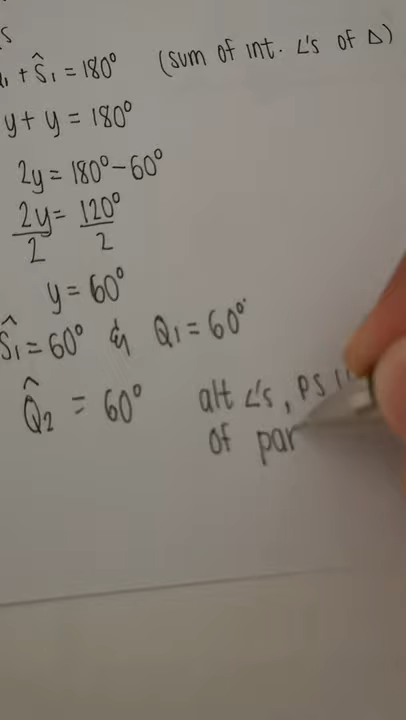 s
+ Ŝ₁ = 180° (sum of int. ∠'s of Δ)
y + y = 180°
2y = 180° - 60°
2y = 120°
2 2
y = 60°
Ŝ₁ = 60° & Q₁ = 60°
Q̂₂ = 60° alt ∠'s, PS
of par